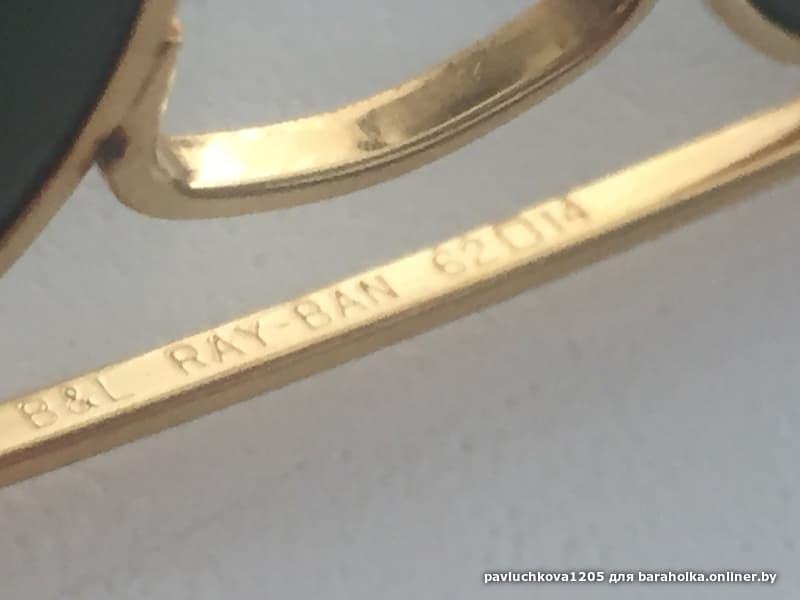 B&L RAY-BAN 62□14
pavluchkova1205 для baraholka.onliner.by